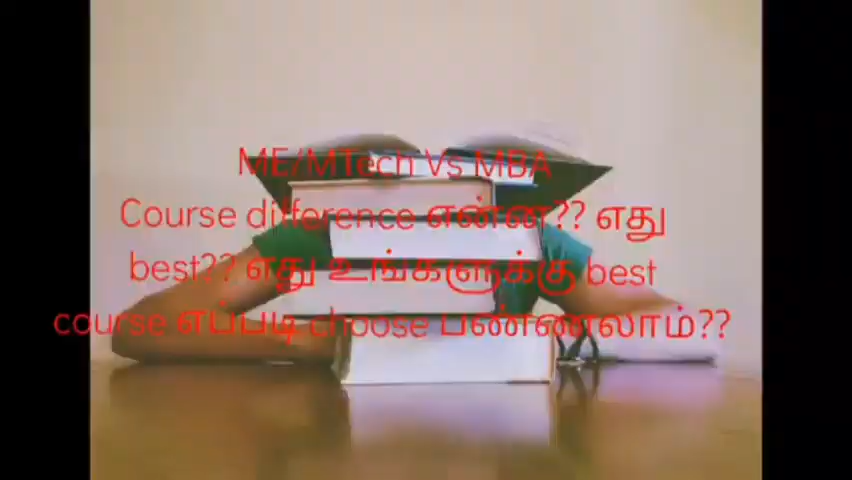 ME/MTech Vs MBA
Course difference என்ன?? எது
best?? எது உங்களுக்கு best
course எப்படி choose பண்ணலாம்??